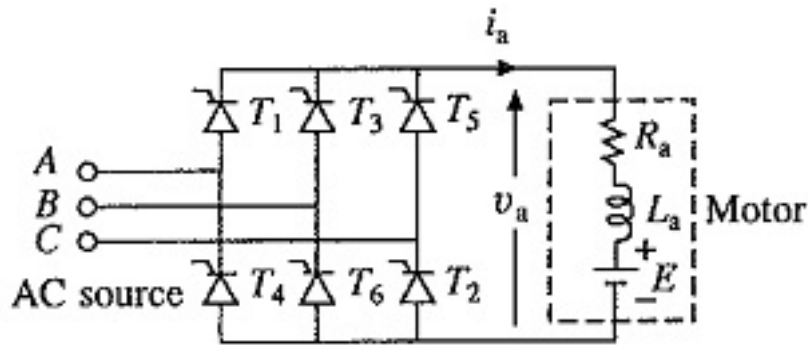 i_a
T_1 T_3 T_5
A
B
C
R_a
v_a
L_a Motor
+
E
–
AC source T_4 T_6 T_2